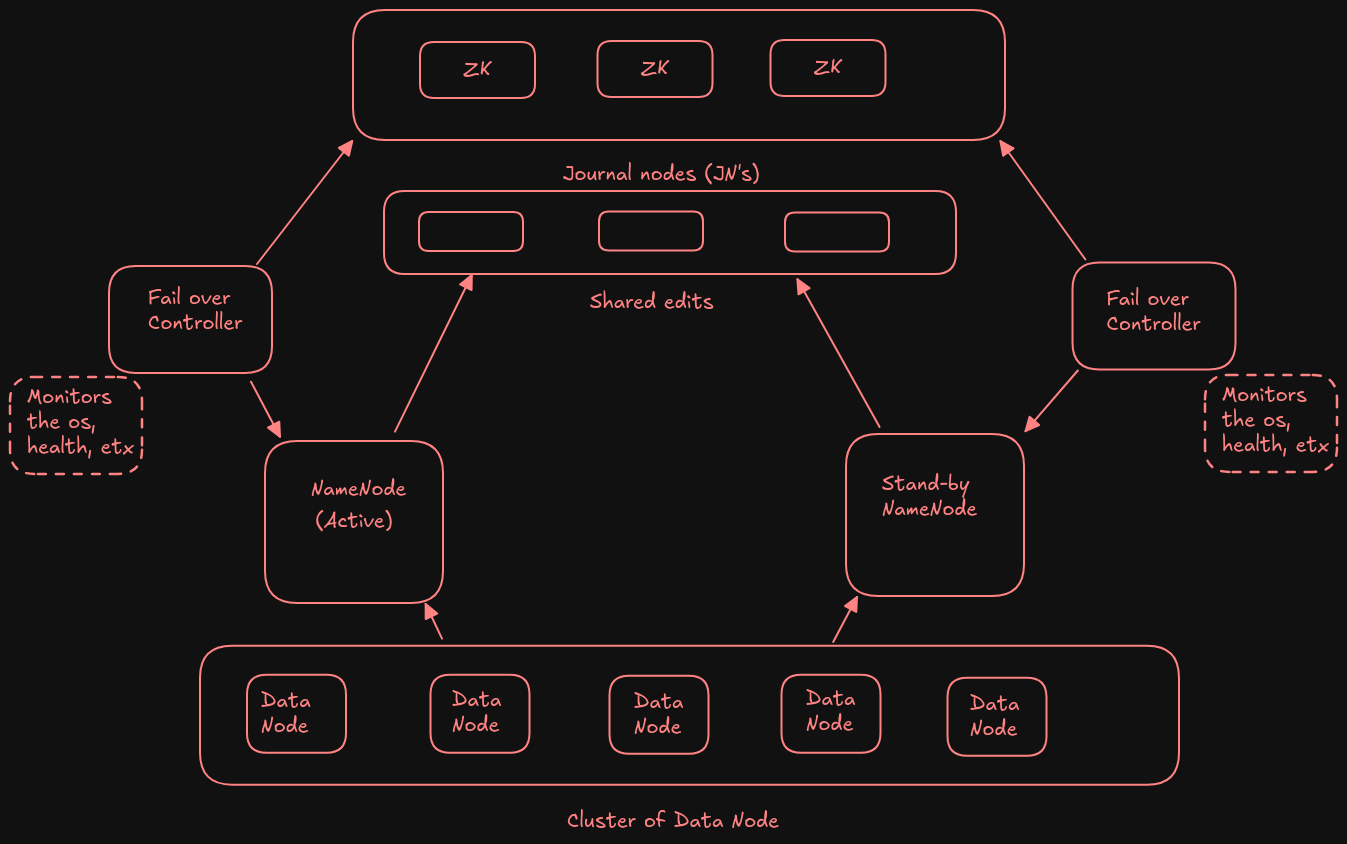 ZK
ZK
ZK
Journal nodes (JN's)
Shared edits
Fail over
Controller
Fail over
Controller
Monitors
the os,
health, etx
Monitors
the os,
health, etx
NameNode
(Active)
Stand-by
NameNode
Data
Node
Data
Node
Data
Node
Data
Node
Data
Node
Cluster of Data Node